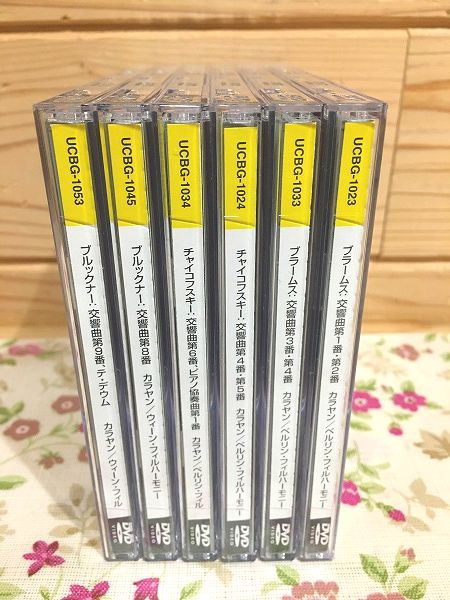 UCBG-1053
ブルックナー：交響曲第9番、テ・デウム　カラヤン／ウィーン・フィル
DVD VIDEO
UCBG-1045
ブルックナー：交響曲第8番　カラヤン／ウィーン・フィルハーモニー
DVD VIDEO
UCBG-1034
チャイコフスキー：交響曲第6番、ピアノ協奏曲第1番　カラヤン／ベルリン・フィル
DVD VIDEO
UCBG-1024
チャイコフスキー：交響曲第4番・第5番　カラヤン／ベルリン・フィルハーモニー
DVD VIDEO
UCBG-1033
ブラームス：交響曲第3番・第4番　カラヤン／ベルリン・フィルハーモニー
DVD VIDEO
UCBG-1023
ブラームス：交響曲第1番・第2番　カラヤン／ベルリン・フィルハーモニー
DVD VIDEO